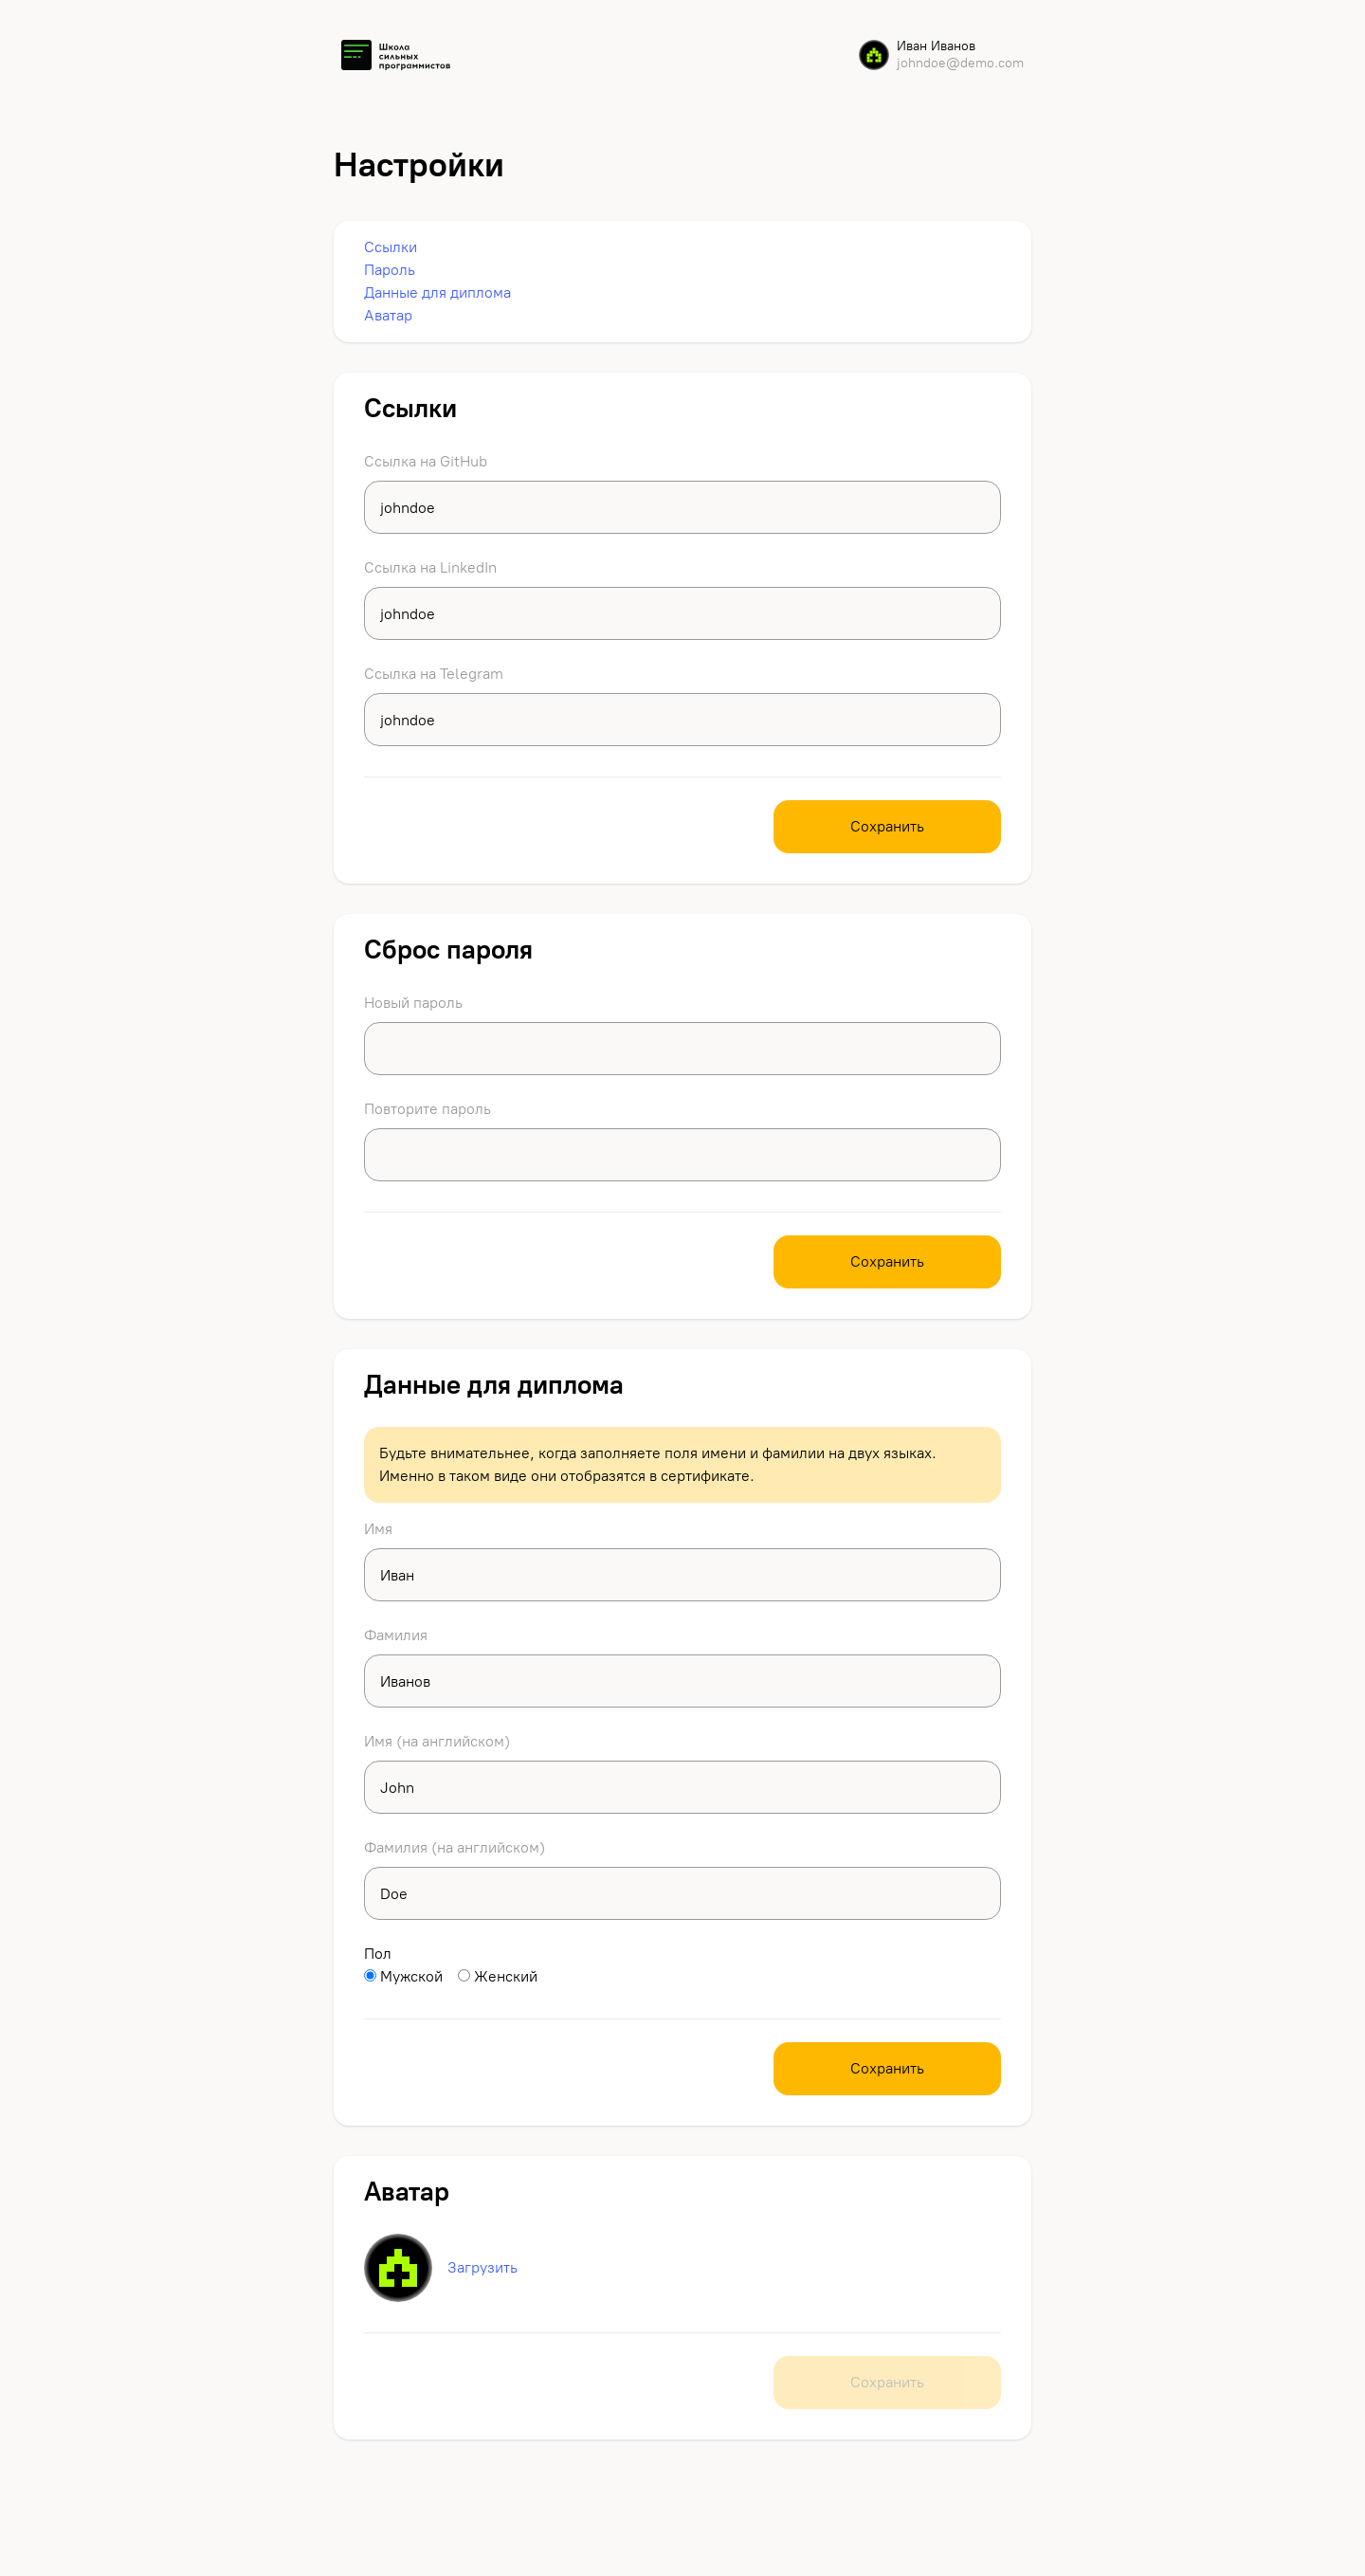 Школа
сильных
программистов
Иван Иванов
johndoe@demo.com
Настройки
Ссылки
Пароль
Данные для диплома
Аватар
Ссылки
Ссылка на GitHub
johndoe
Ссылка на LinkedIn
johndoe
Ссылка на Telegram
johndoe
Сохранить
Сброс пароля
Новый пароль
Повторите пароль
Сохранить
Данные для диплома
Будьте внимательнее, когда заполняете поля имени и фамилии на двух языках.
Именно в таком виде они отобразятся в сертификате.
Имя
Иван
Фамилия
Иванов
Имя (на английском)
John
Фамилия (на английском)
Doe
Пол
Мужской Женский
Сохранить
Аватар
Загрузить
Сохранить